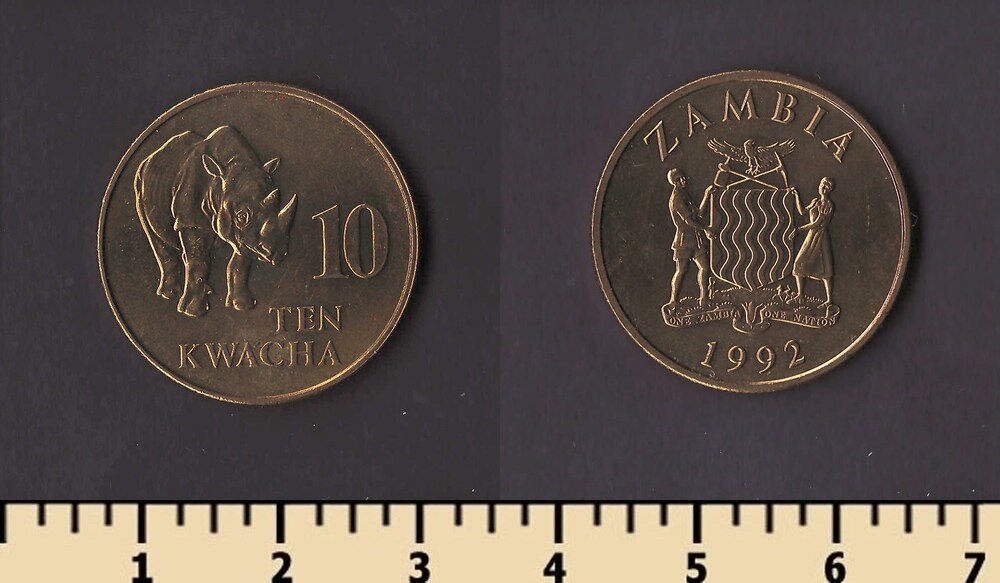 10
TEN
KWACHA
ZAMBIA
ONE ZAMBIA ONE NATION
1992
1 2 3 4 5 6 7